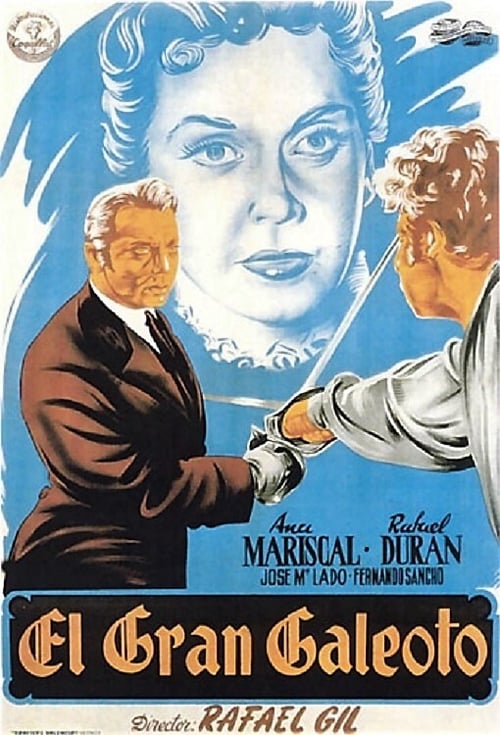 Ana Rafael
MARISCAL · DURAN
JOSE Mª LADO · FERNANDO SANCHO
El Gran Galeoto
Director: RAFAEL GIL